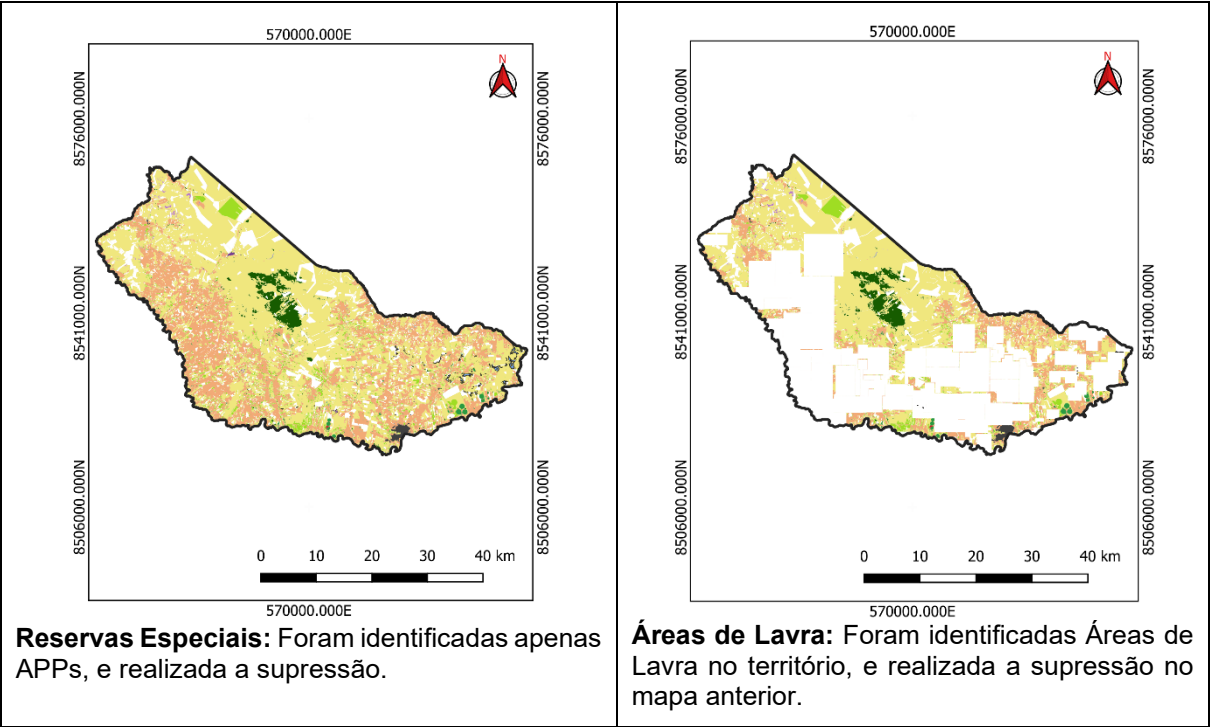 570000.000E
N
8576000.000N
8576000.000N
8541000.000N
8541000.000N
8506000.000N
8506000.000N
0 10 20 30 40 km
570000.000E
Reservas Especiais: Foram identificadas apenas
APPs, e realizada a supressão.
570000.000E
N
8576000.000N
8576000.000N
8541000.000N
8541000.000N
8506000.000N
8506000.000N
0 10 20 30 40 km
570000.000E
Áreas de Lavra: Foram identificadas Áreas de
Lavra no território, e realizada a supressão no
mapa anterior.